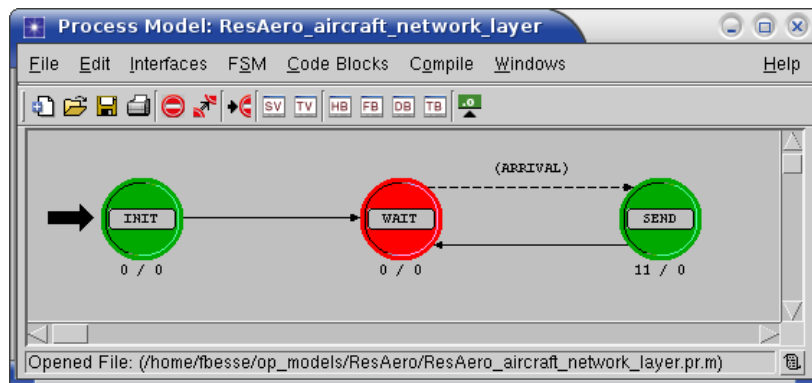 Process Model: ResAero_aircraft_network_layer
File Edit Interfaces FSM Code Blocks Compile Windows Help
SV TV HB FB DB TB .0
(ARRIVAL)
INIT WAIT SEND
0 / 0 0 / 0 11 / 0
Opened File: (/home/fbesse/op_models/ResAero/ResAero_aircraft_network_layer.pr.m)